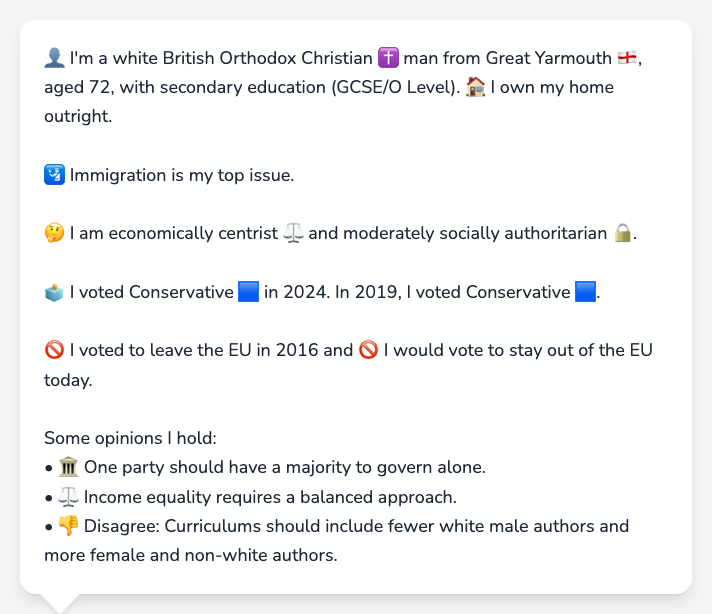 👤 I'm a white British Orthodox Christian ✝️ man from Great Yarmouth 🏴󠁧󠁢󠁥󠁮󠁧󠁿,
aged 72, with secondary education (GCSE/O Level). 🏠 I own my home
outright.
🛂 Immigration is my top issue.
🤔 I am economically centrist ⚖️ and moderately socially authoritarian 🔒.
🗳️ I voted Conservative 🟦 in 2024. In 2019, I voted Conservative 🟦.
🚫 I voted to leave the EU in 2016 and 🚫 I would vote to stay out of the EU
today.
Some opinions I hold:
• 🏛️ One party should have a majority to govern alone.
• ⚖️ Income equality requires a balanced approach.
• 👎 Disagree: Curriculums should include fewer white male authors and
more female and non-white authors.